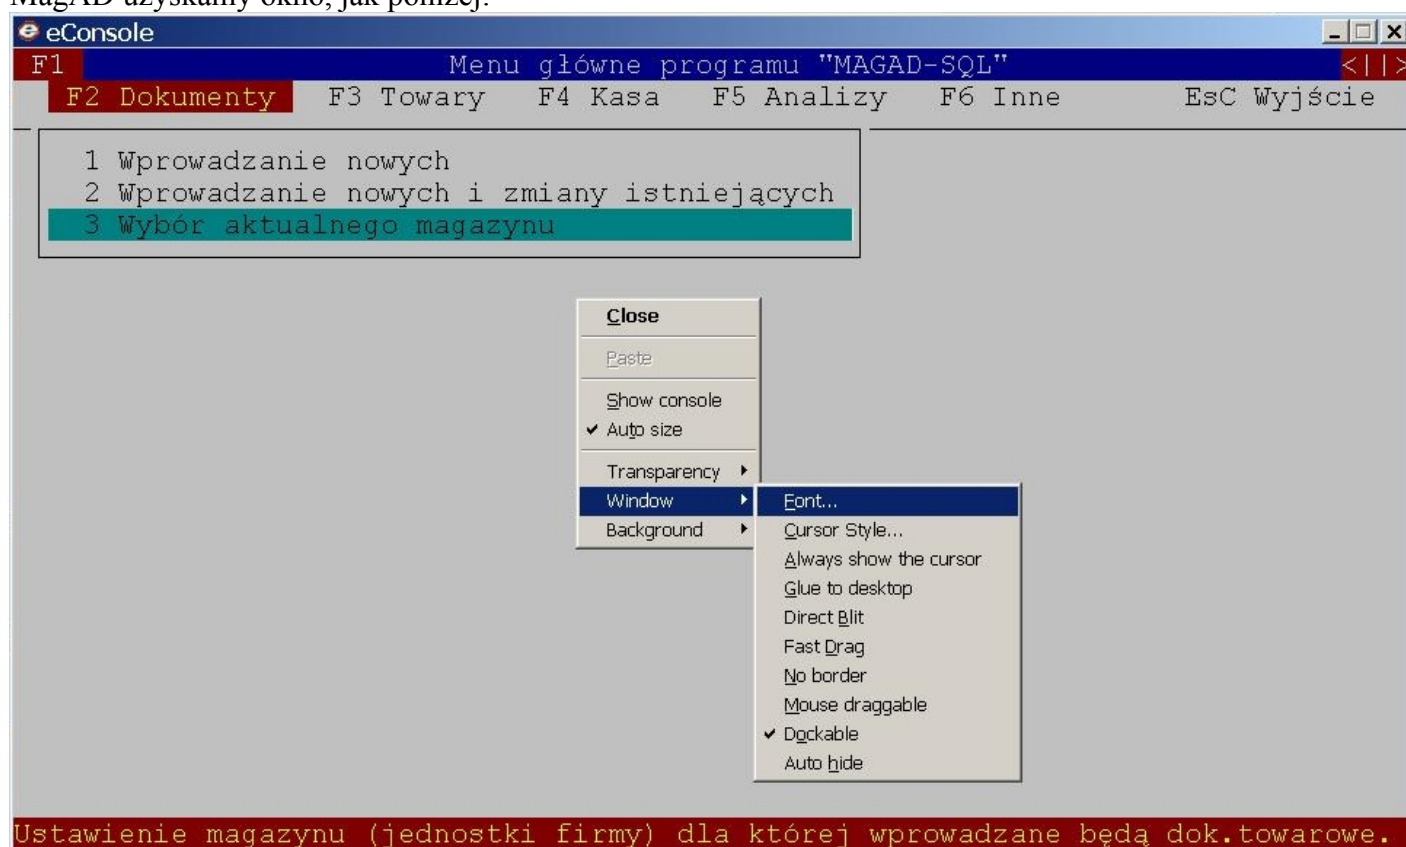 MagAD uzyskamy okno, jak poniżej:
eConsole
F1 Menu główne programu "MAGAD-SQL" <||>
F2 Dokumenty F3 Towary F4 Kasa F5 Analizy F6 Inne EsC Wyjście
1 Wprowadzanie nowych
2 Wprowadzanie nowych i zmiany istniejących
3 Wybór aktualnego magazynu
Close
Paste
Show console
Auto size
Transparency
Window
Background
Font...
Cursor Style...
Always show the cursor
Glue to desktop
Direct Blit
Fast Drag
No border
Mouse draggable
Dockable
Auto hide
Ustawienie magazynu (jednostki firmy) dla której wprowadzane będą dok.towarowe.